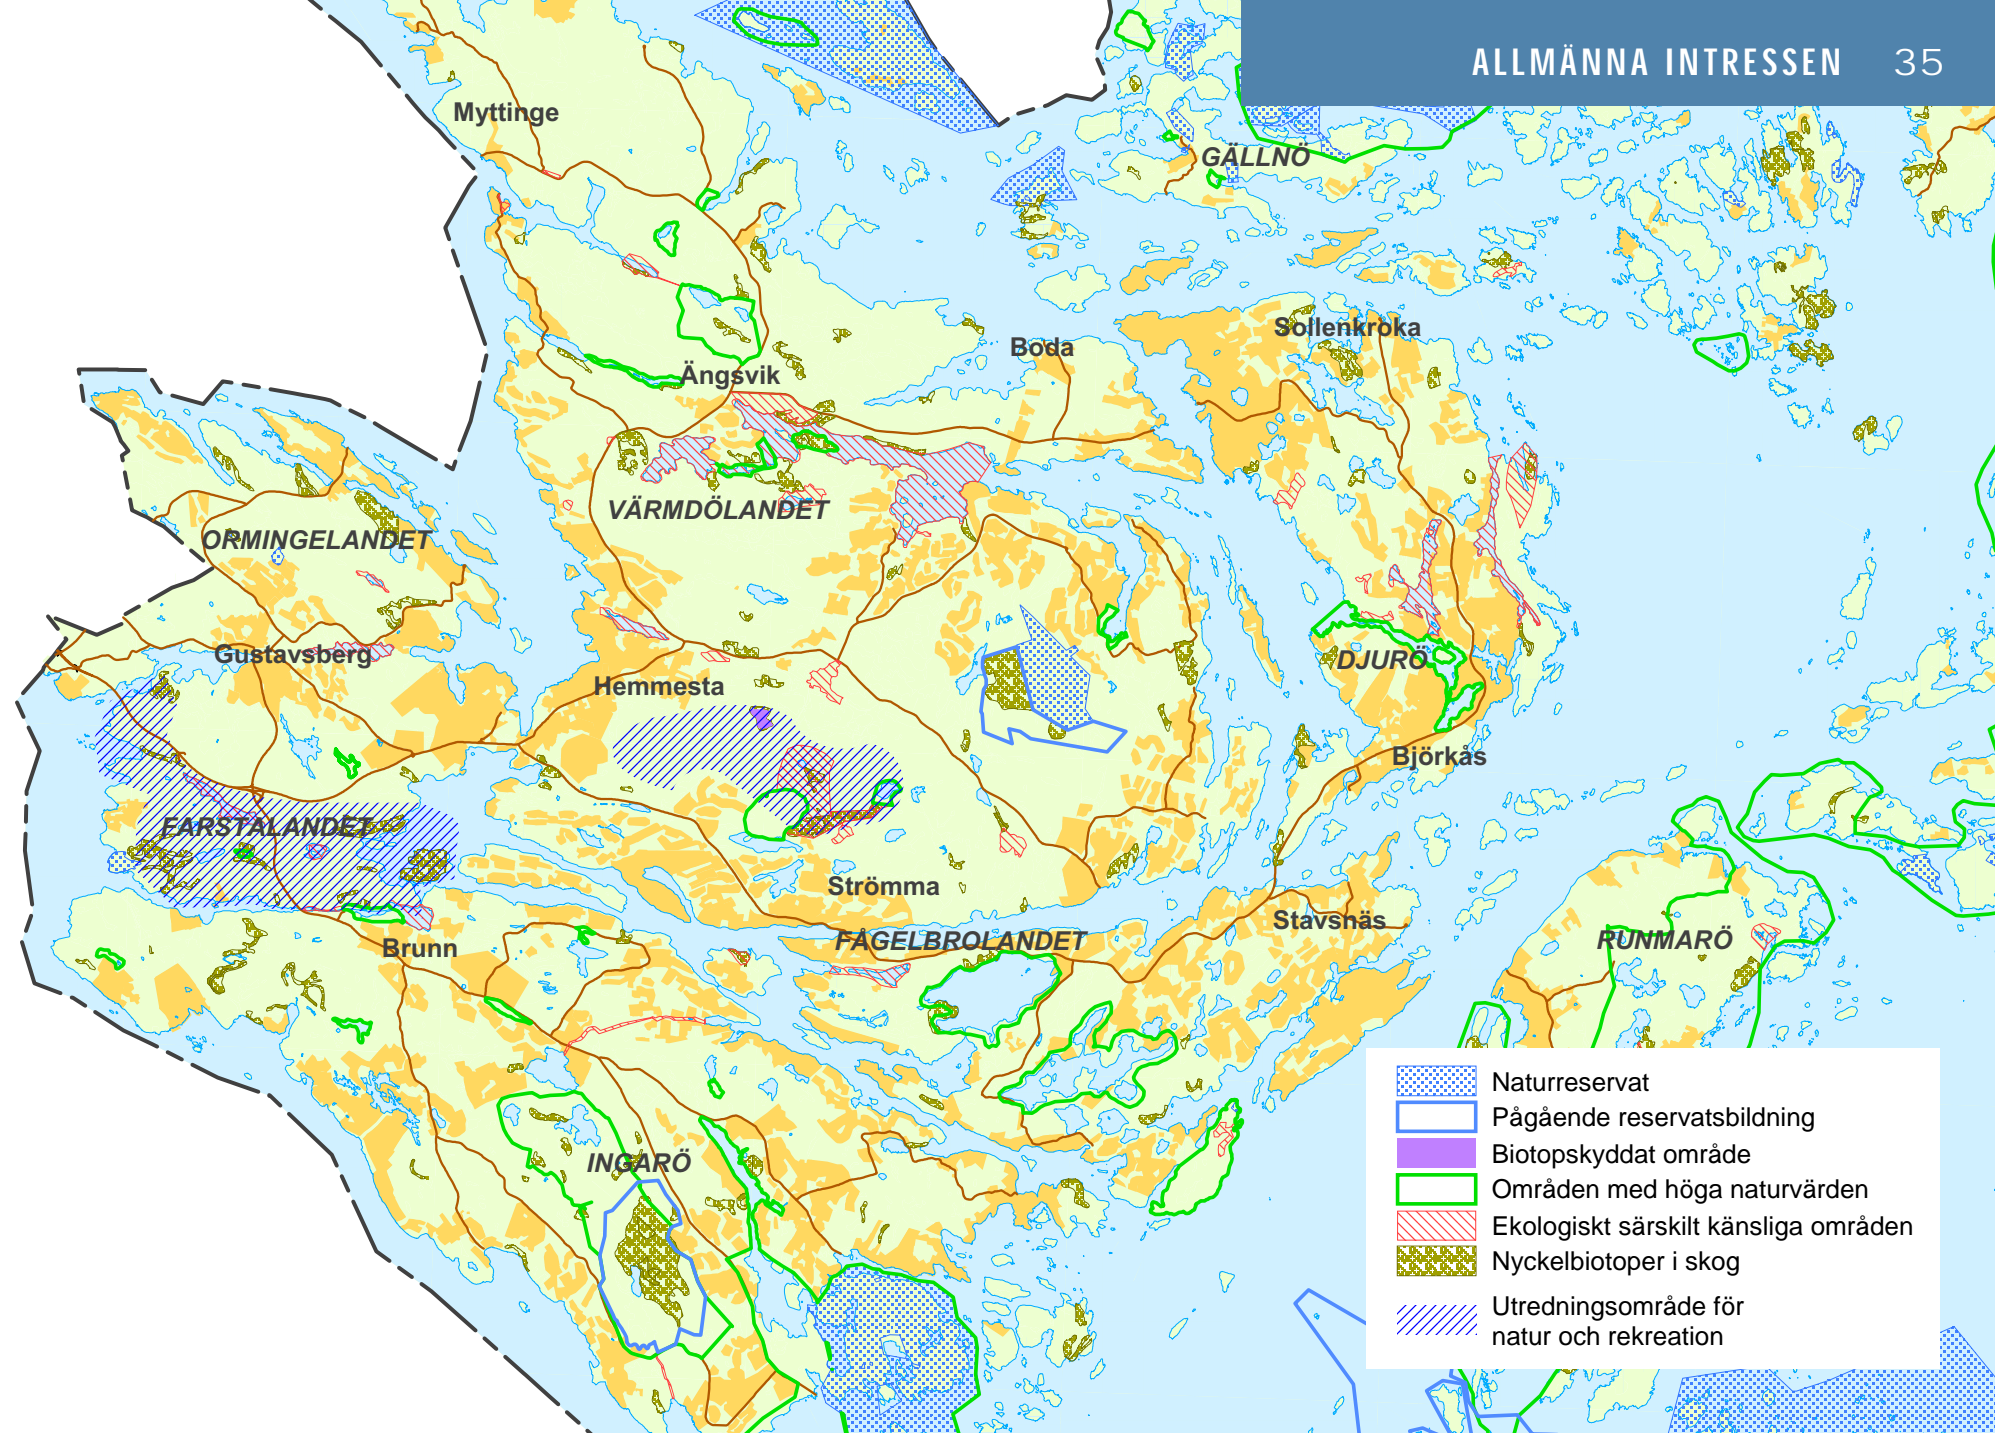 ALLMÄNNA INTRESSEN 35
Myttinge
GÄLLNÖ
Sollenkroka
Boda
Ängsvik
VÄRMDÖLANDET
ORMINGELANDET
Gustavsberg
DJURÖ
Hemmesta
Björkås
FARSTALANDET
Strömma
Stavsnäs
Brunn
FÅGELBROLANDET
RUNMARÖ
INGARÖ
Naturreservat
Pågående reservatsbildning
Biotopskyddat område
Områden med höga naturvärden
Ekologiskt särskilt känsliga områden
Nyckelbiotoper i skog
Utredningsområde för
natur och rekreation